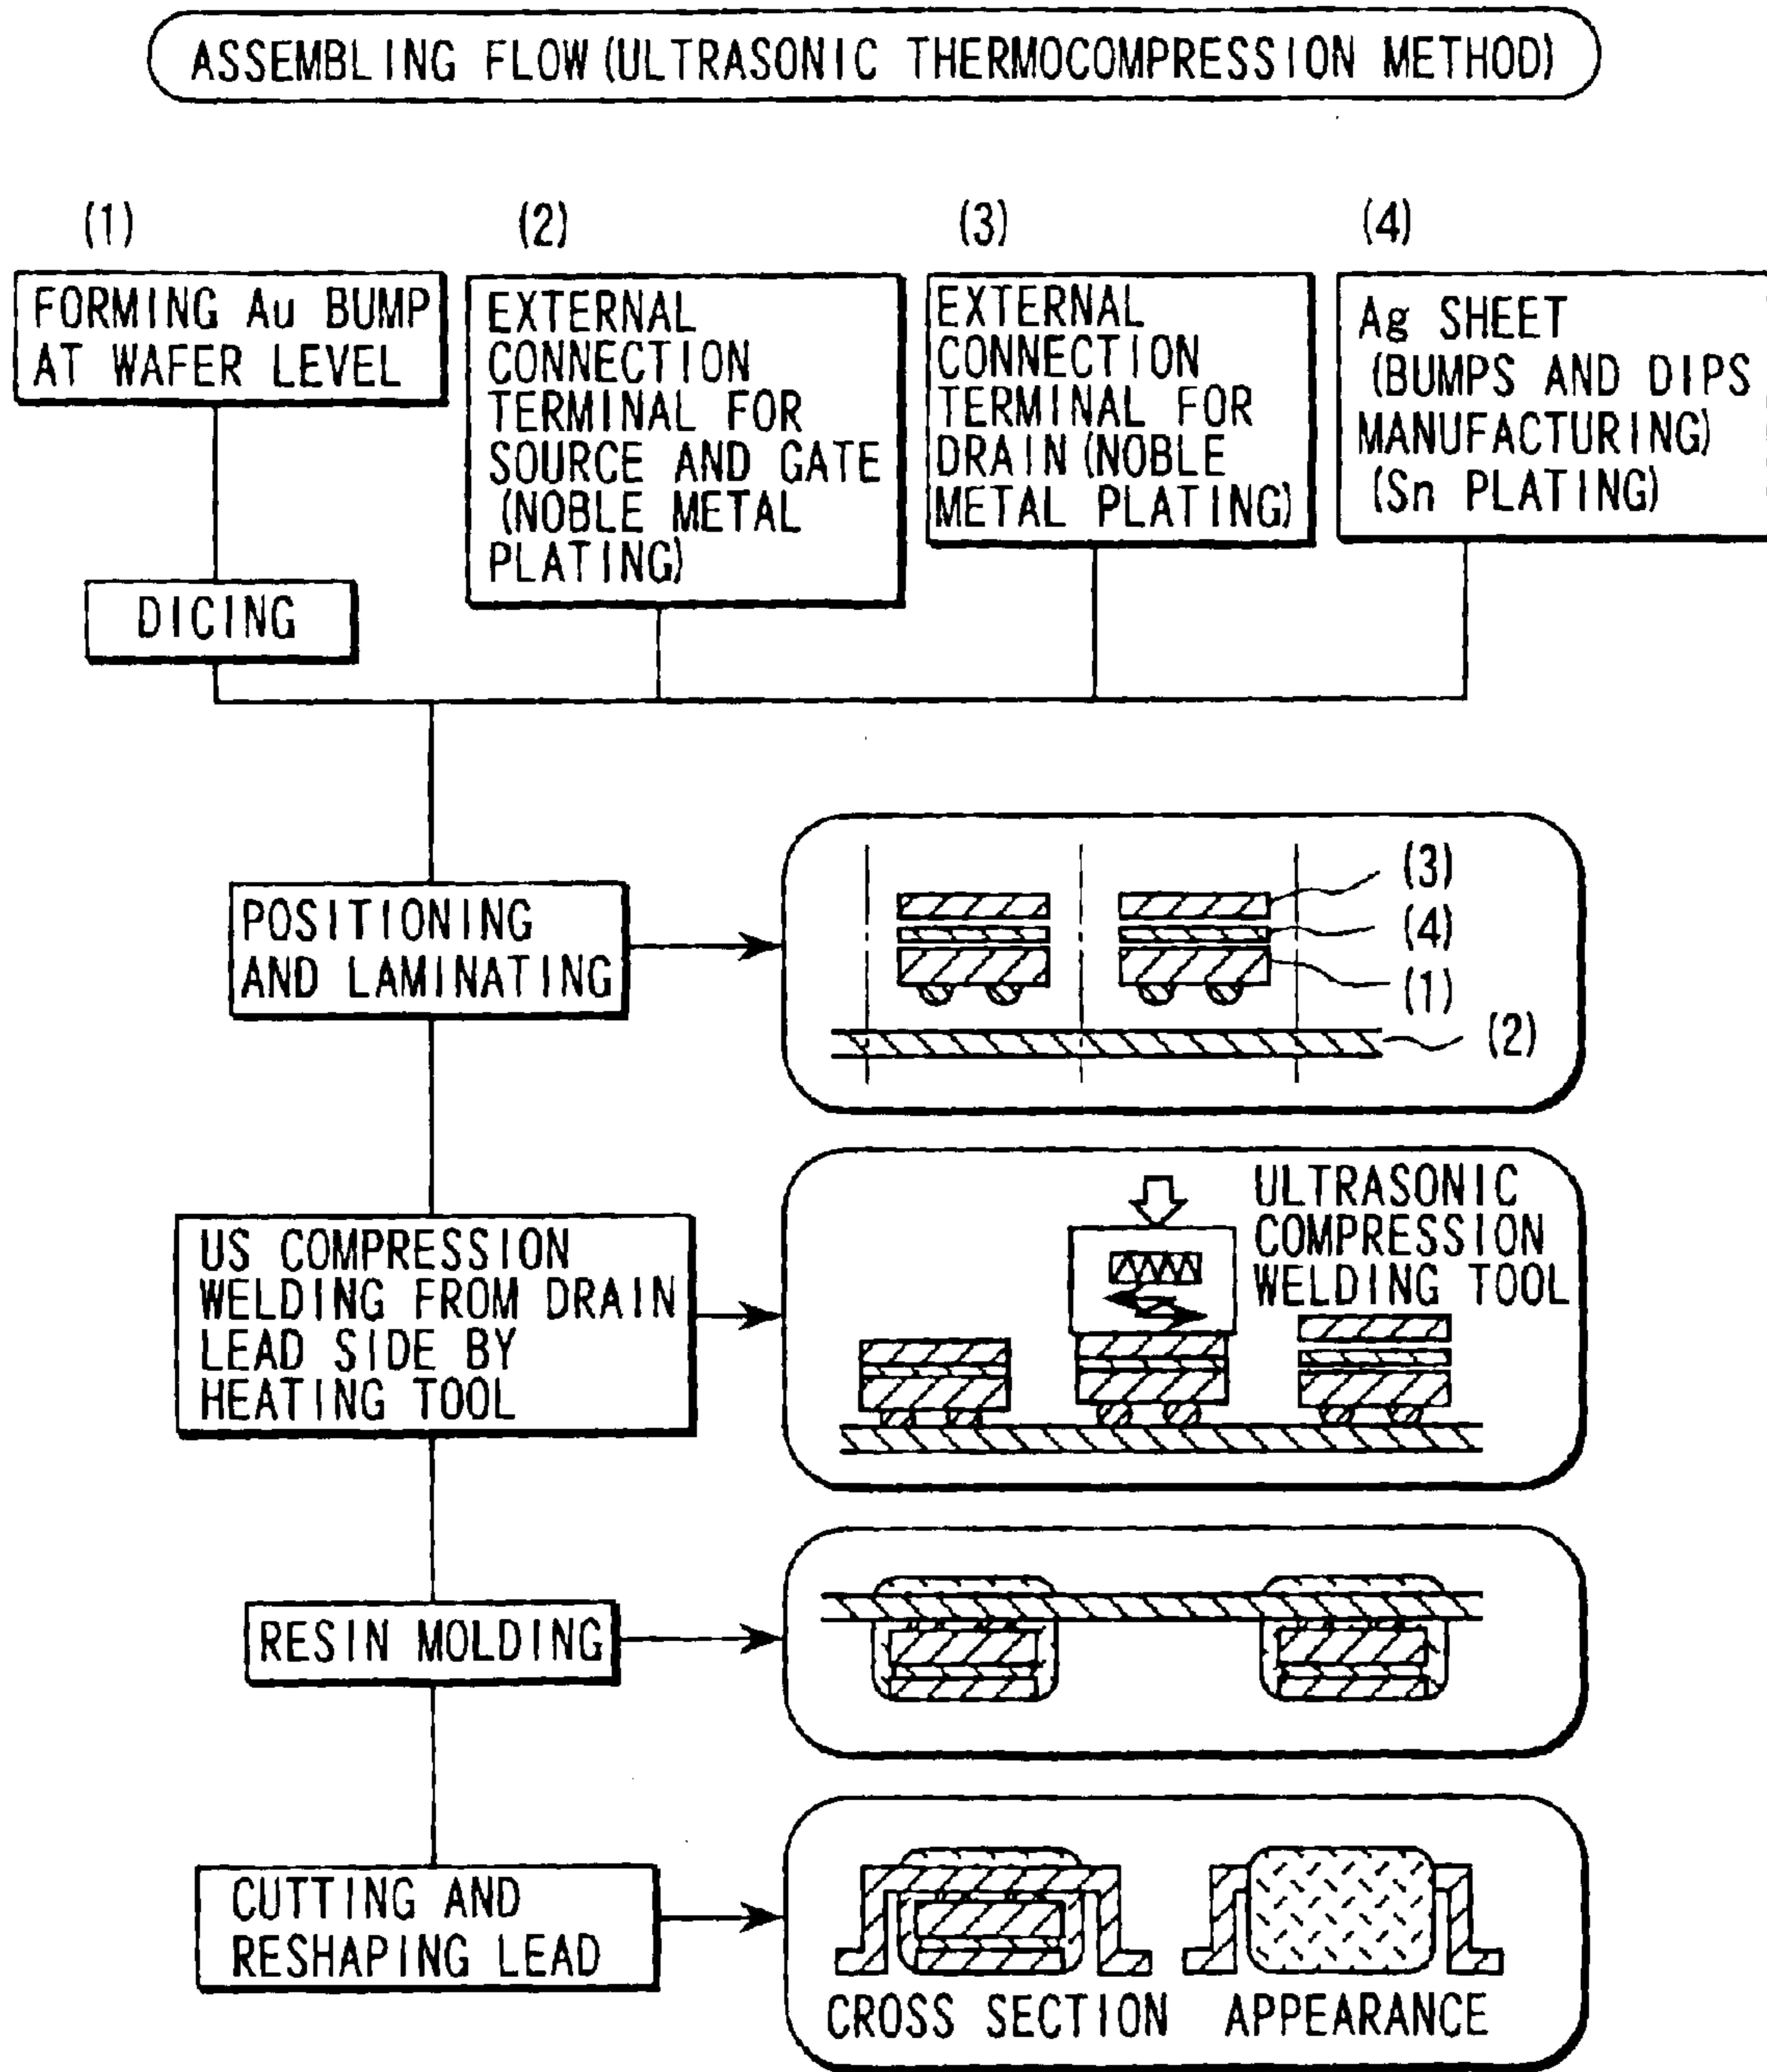 ASSEMBLING FLOW (ULTRASONIC THERMOCOMPRESSION METHOD)
(1)
FORMING Au BUMP
AT WAFER LEVEL
DICING
(2)
EXTERNAL
CONNECTION
TERMINAL FOR
SOURCE AND GATE
(NOBLE METAL
PLATING)
(3)
EXTERNAL
CONNECTION
TERMINAL FOR
DRAIN (NOBLE
METAL PLATING)
(4)
Ag SHEET
(BUMPS AND DIPS
MANUFACTURING)
(Sn PLATING)
POSITIONING
AND LAMINATING
(3)
(4)
(1)
(2)
US COMPRESSION
WELDING FROM DRAIN
LEAD SIDE BY
HEATING TOOL
ULTRASONIC
COMPRESSION
WELDING TOOL
RESIN MOLDING
CUTTING AND
RESHAPING LEAD
CROSS SECTION
APPEARANCE